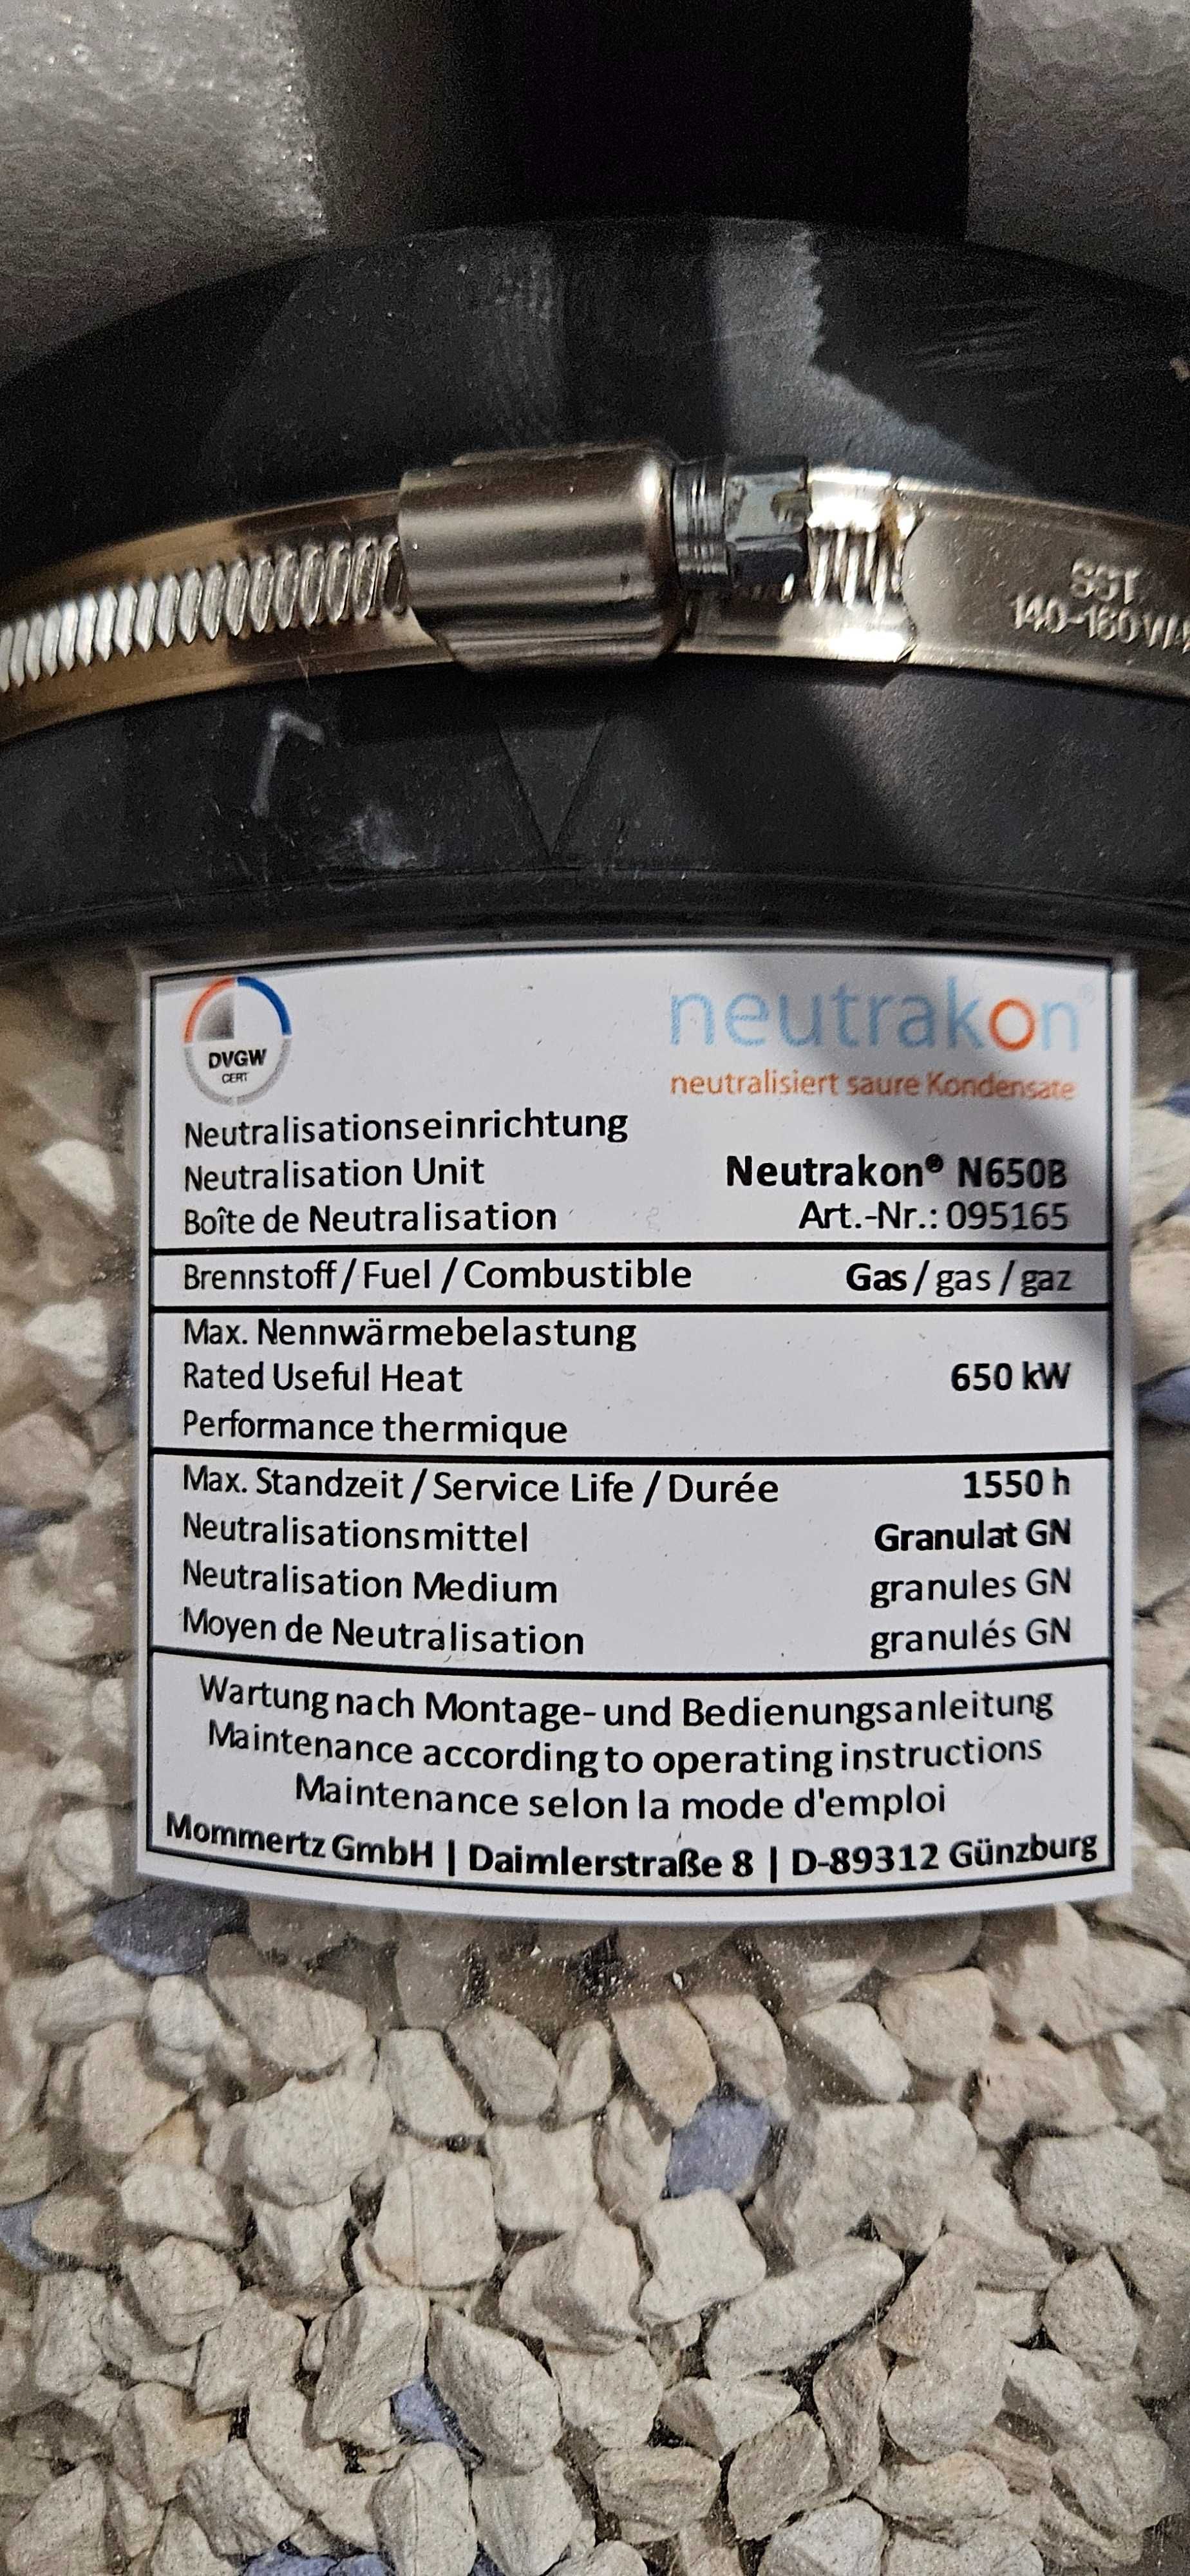 SST
140-160 W4
DVGW
CERT
neutrakon®
neutralisiert saure Kondensate
Neutralisationseinrichtung
Neutralisation Unit Neutrakon® N650B
Boîte de Neutralisation Art.-Nr.: 095165
Brennstoff / Fuel / Combustible Gas / gas / gaz
Max. Nennwärmebelastung
Rated Useful Heat 650 kW
Performance thermique
Max. Standzeit / Service Life / Durée 1550 h
Neutralisationsmittel Granulat GN
Neutralisation Medium granules GN
Moyen de Neutralisation granulés GN
Wartung nach Montage- und Bedienungsanleitung
Maintenance according to operating instructions
Maintenance selon la mode d'emploi
Mommertz GmbH | Daimlerstraße 8 | D-89312 Günzburg